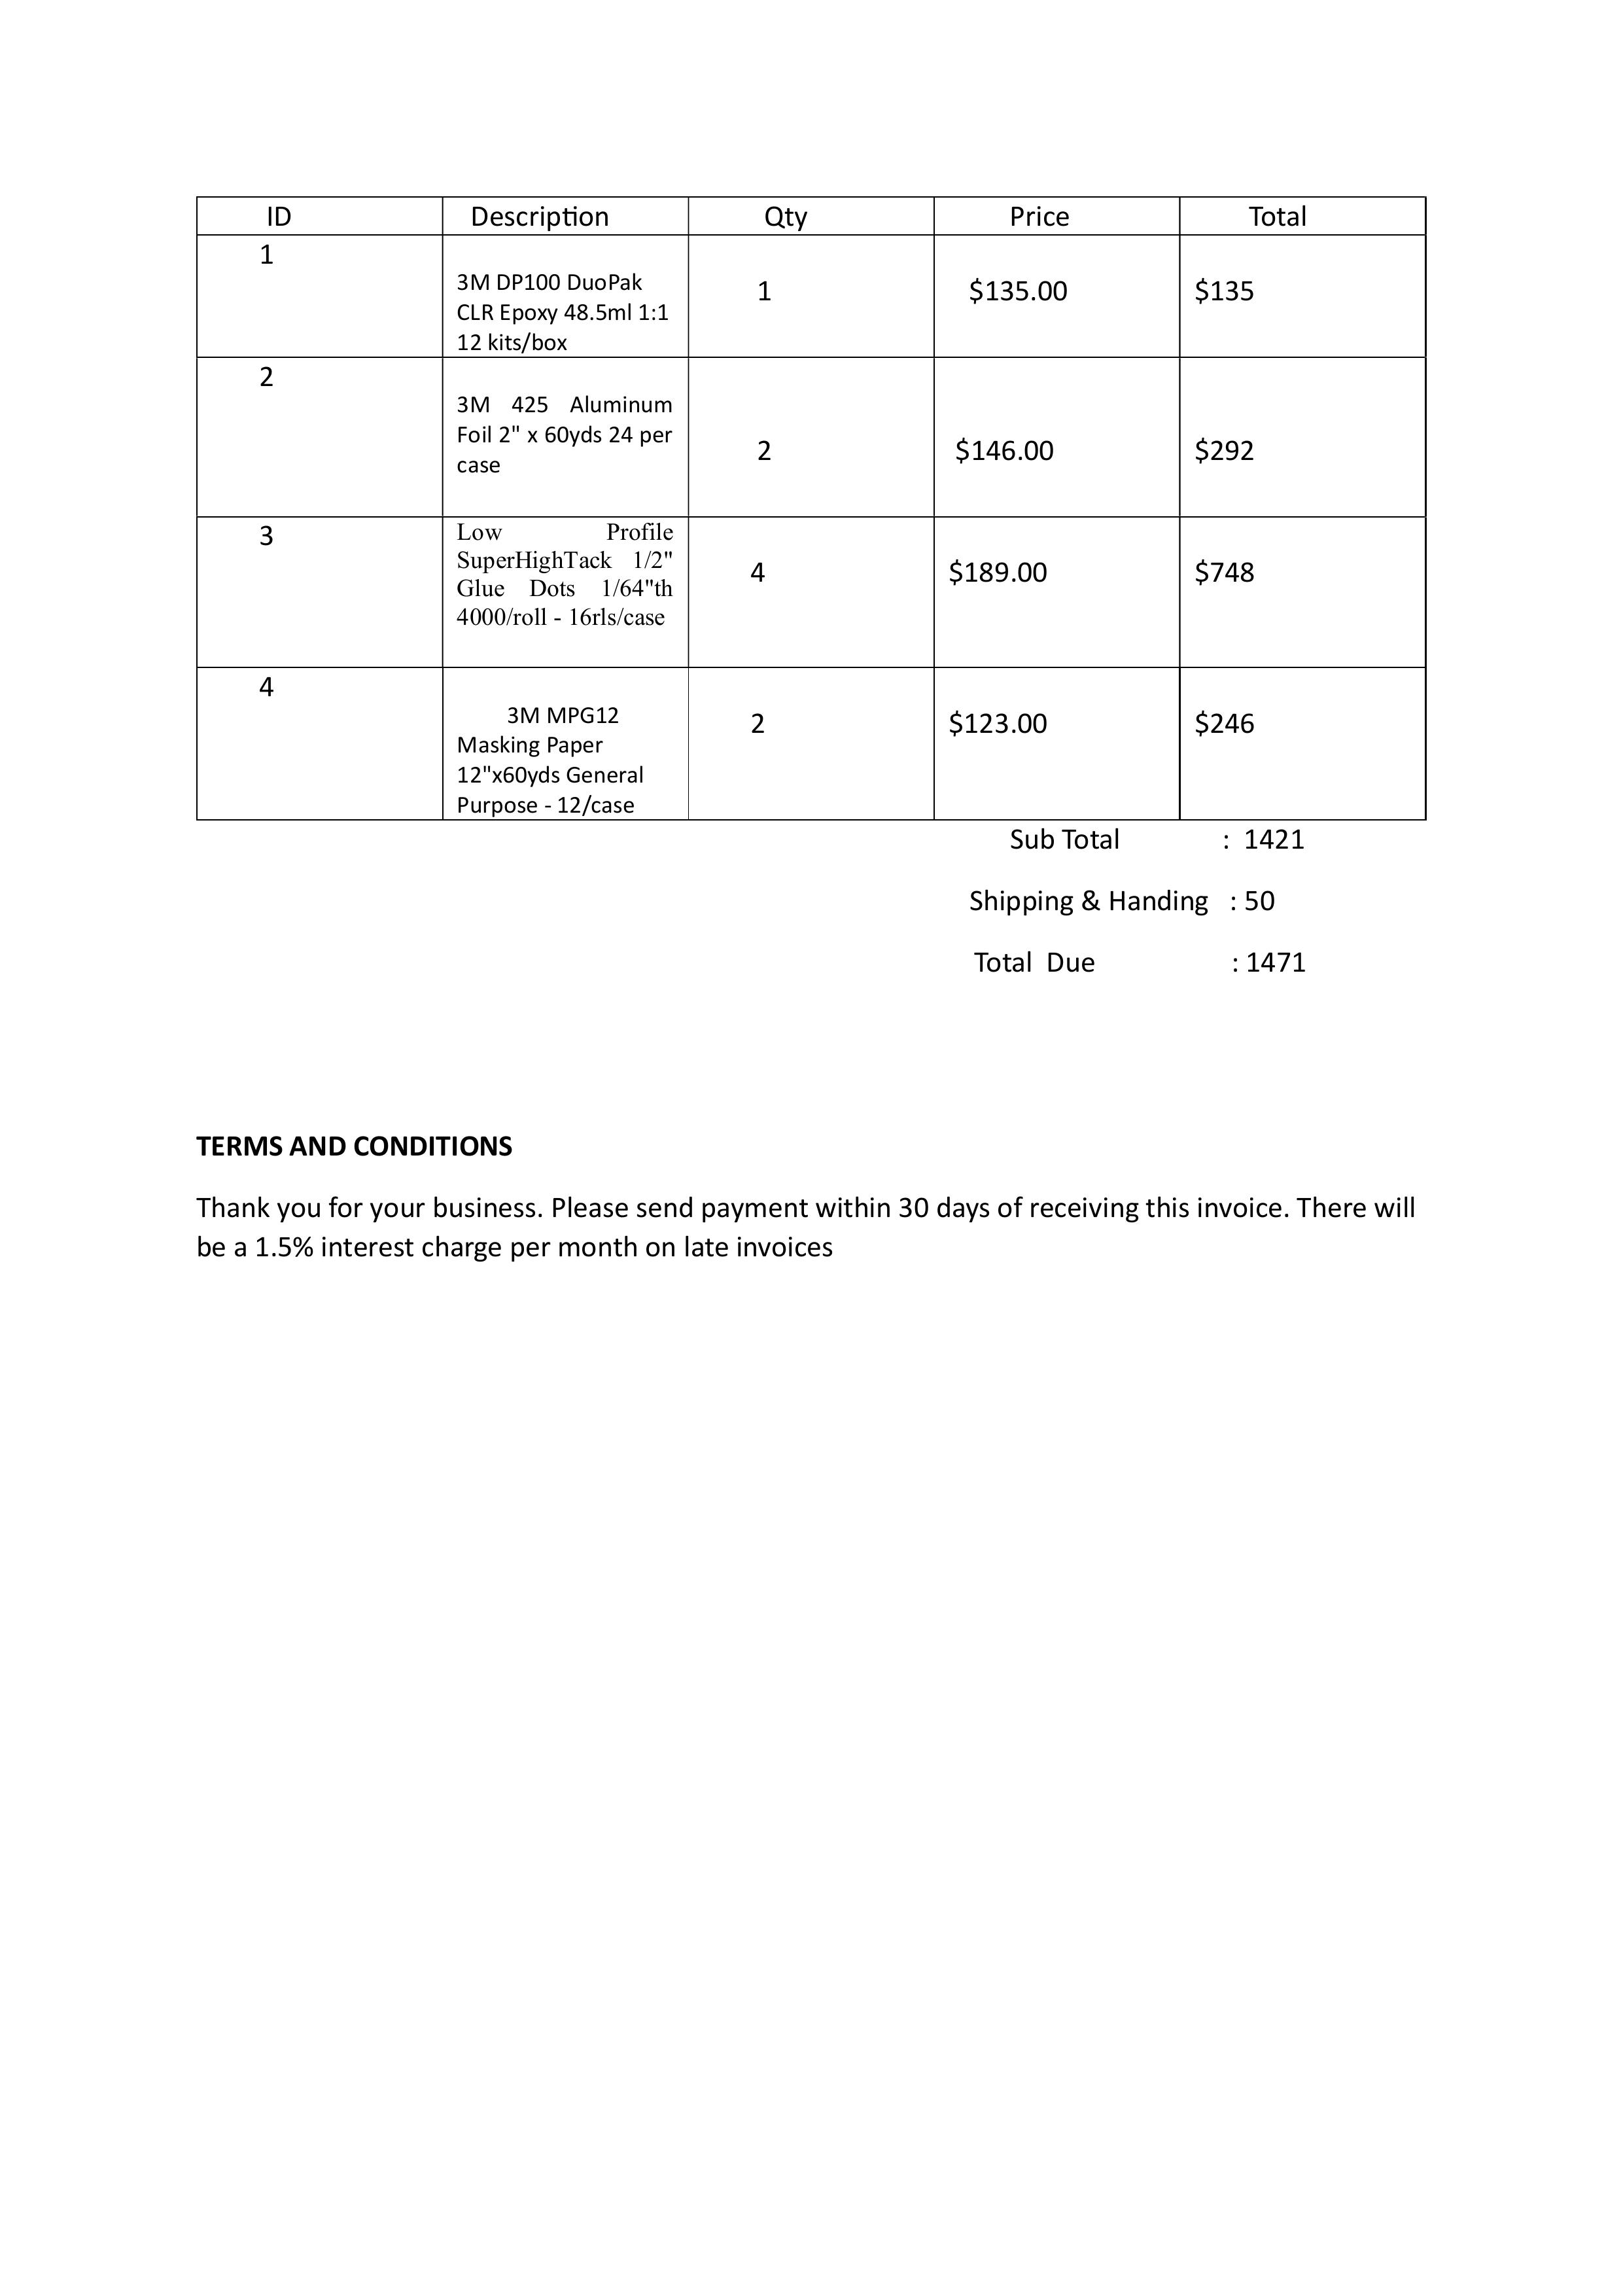 ID Description Qty Price Total
1
3M DP100 DuoPak
CLR Epoxy 48.5ml 1:1
12 kits/box
1 $135.00 $135
2
3M 425 Aluminum
Foil 2" x 60yds 24 per
case
2 $146.00 $292
3
Low Profile
SuperHighTack 1/2"
Glue Dots 1/64"th
4000/roll - 16rls/case
4 $189.00 $748
4
3M MPG12
Masking Paper
12"x60yds General
Purpose - 12/case
2 $123.00 $246
Sub Total : 1421
Shipping & Handing : 50
Total Due : 1471
TERMS AND CONDITIONS
Thank you for your business. Please send payment within 30 days of receiving this invoice. There will
be a 1.5% interest charge per month on late invoices